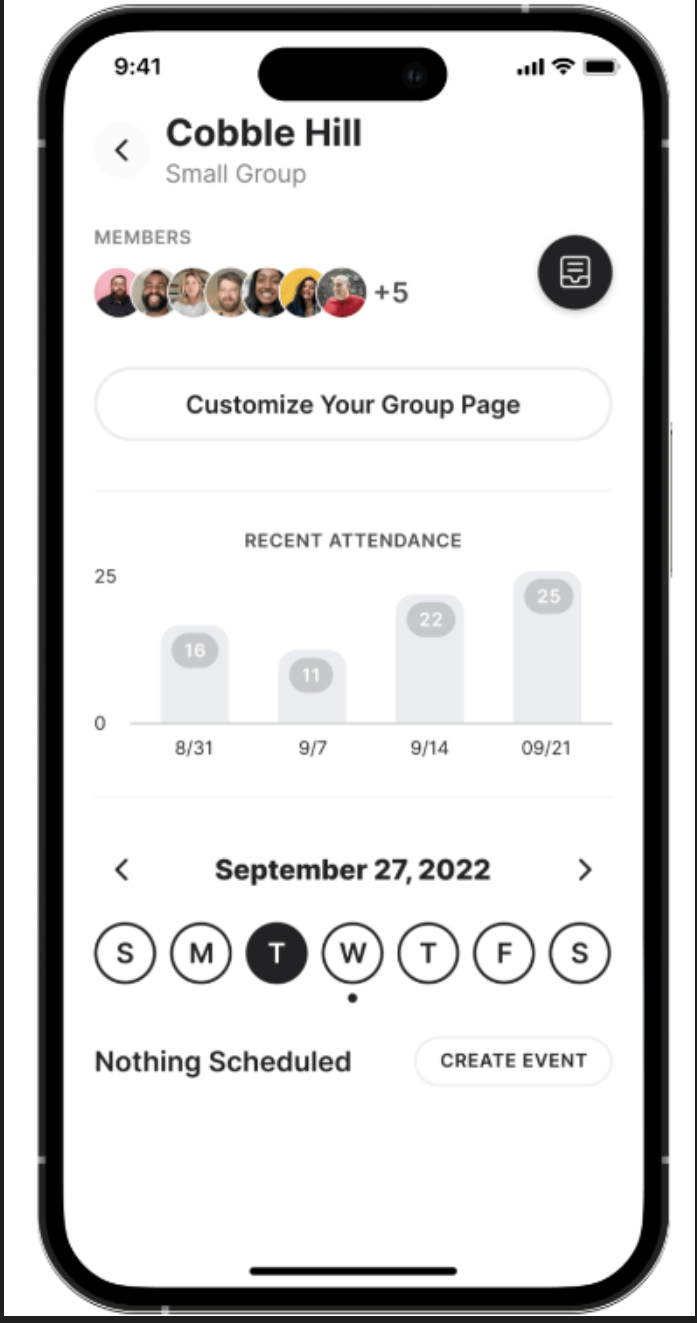 9:41
Cobble Hill
Small Group
MEMBERS
+5
Customize Your Group Page
RECENT ATTENDANCE
25
16
11
22
25
0
8/31
9/7
9/14
09/21
September 27, 2022
S M T W T F S
Nothing Scheduled
CREATE EVENT